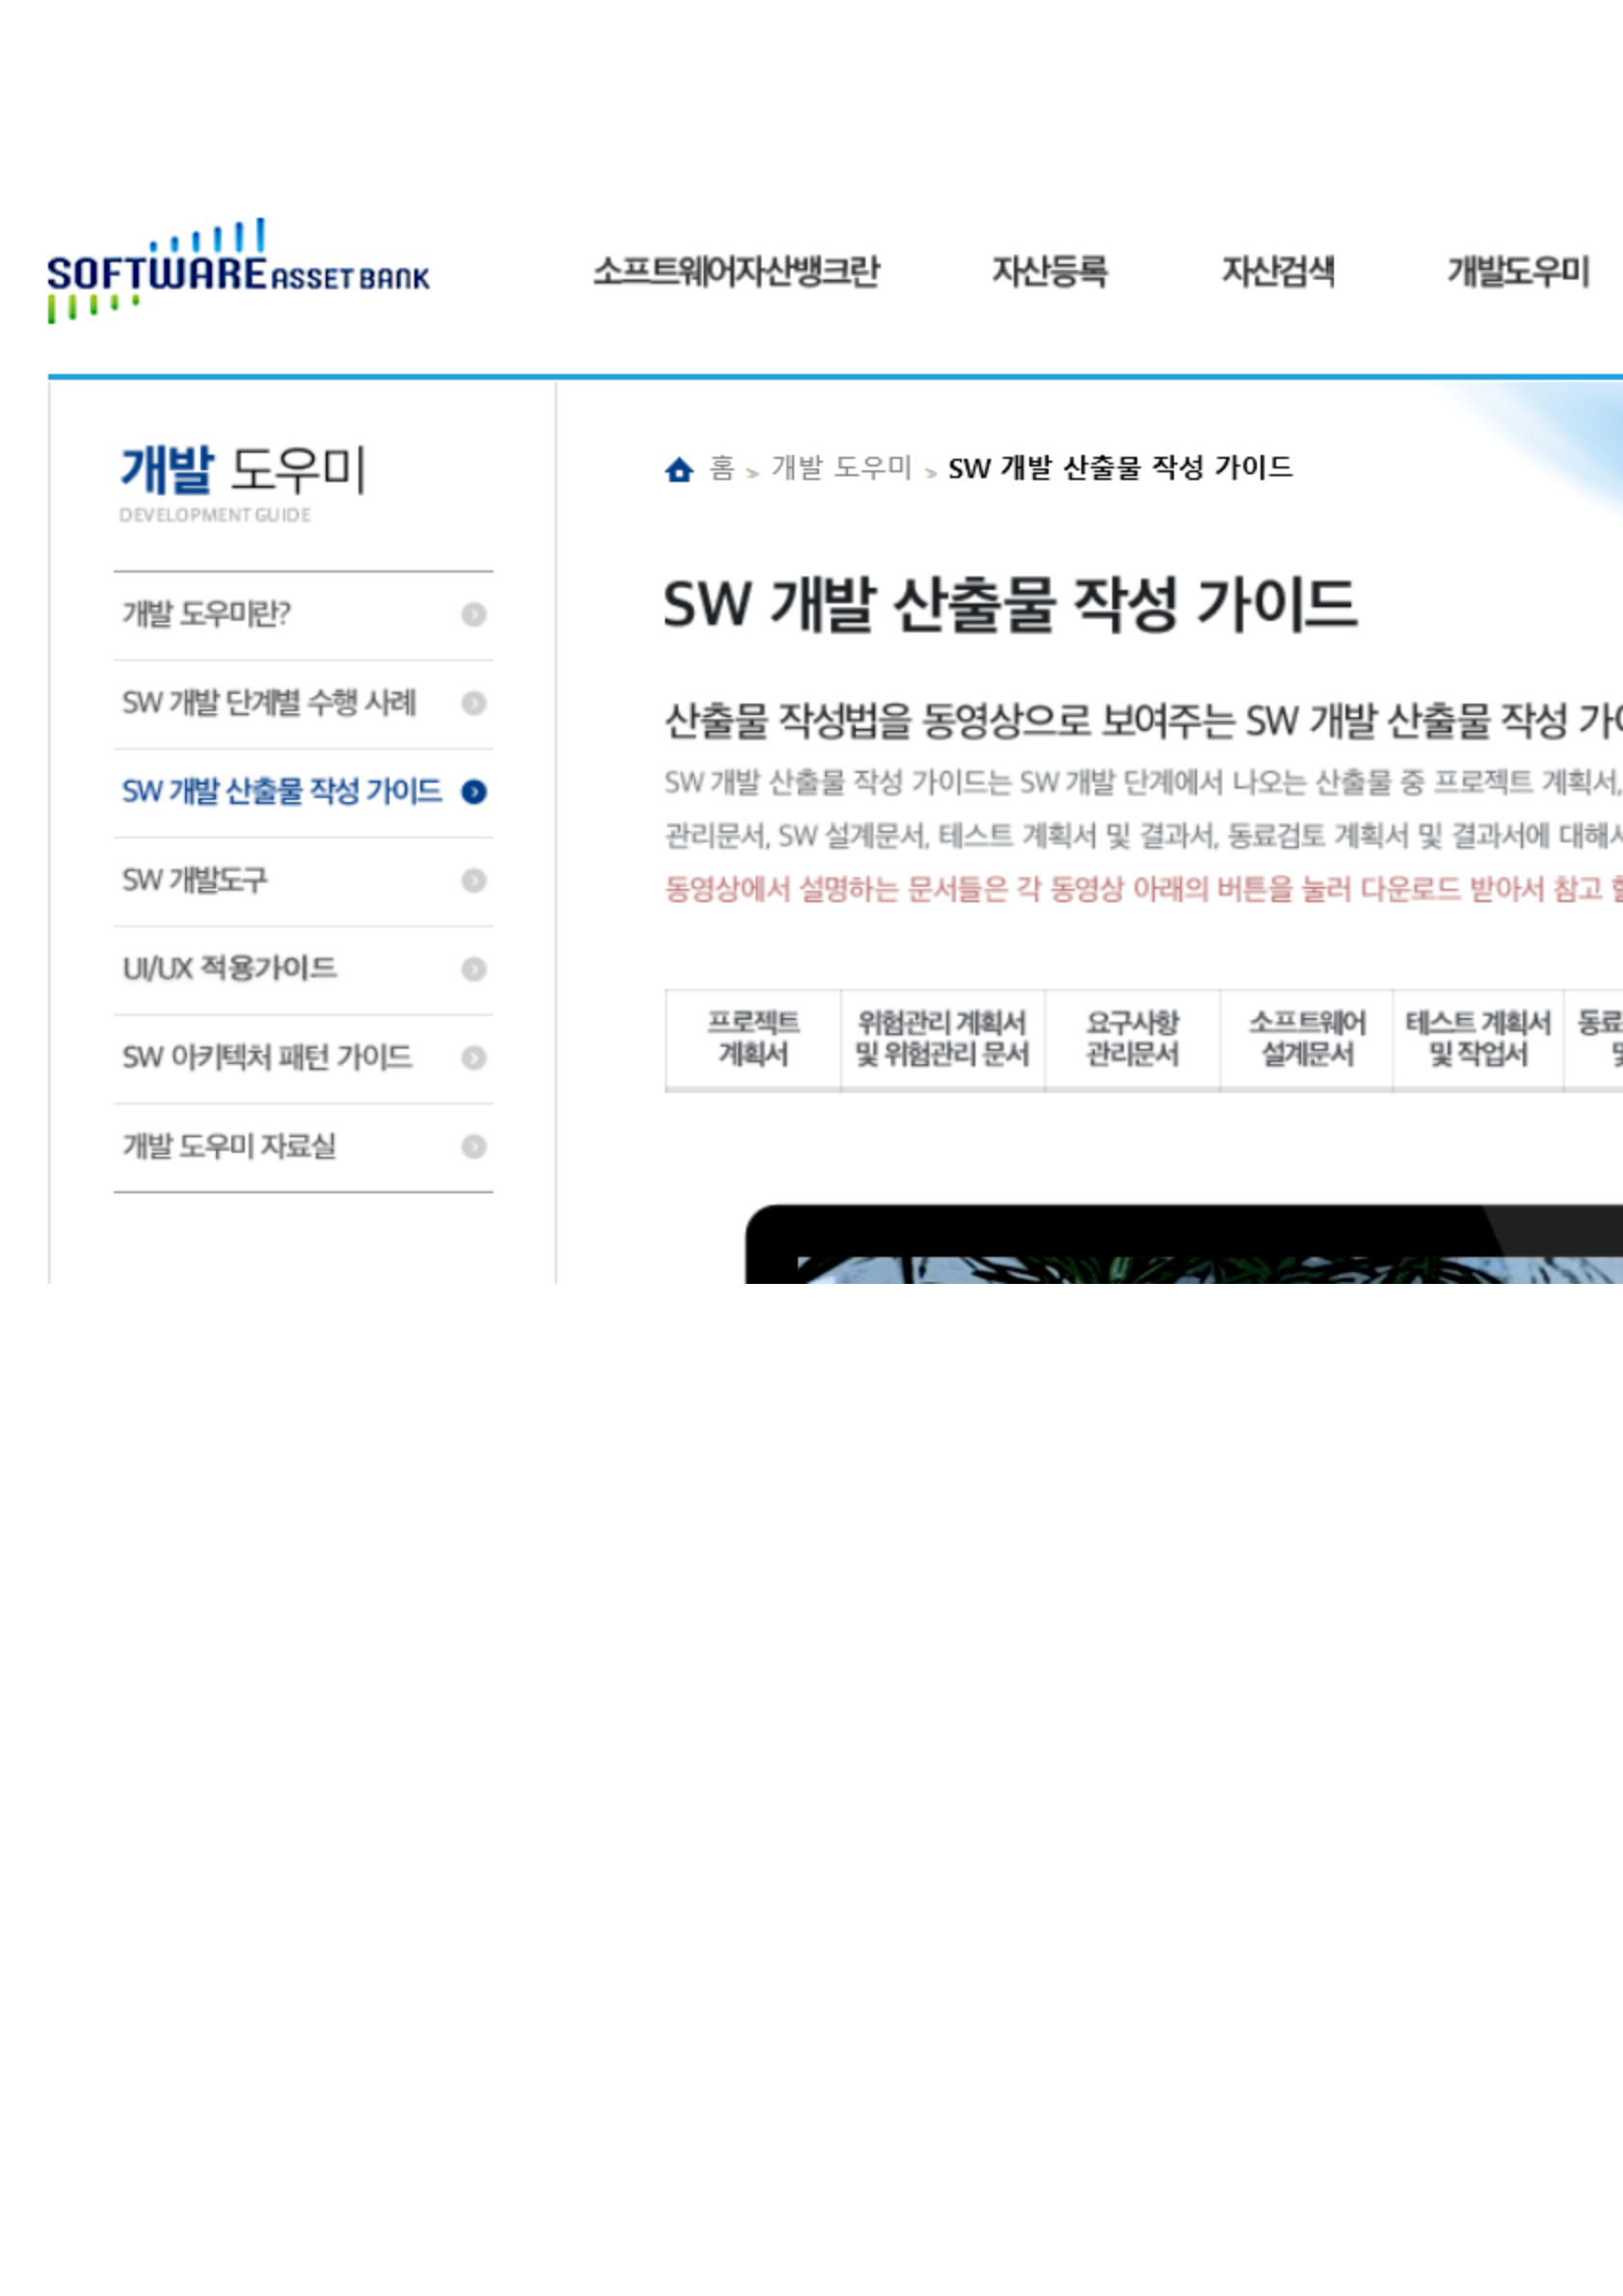 SOFTWARE ASSET BANK
소프트웨어자산뱅크란 자산등록 자산검색 개발도우미
개발 도우미
DEVELOPMENT GUIDE
개발 도우미란?
SW 개발 단계별 수행 사례
SW 개발 산출물 작성 가이드
SW 개발도구
UI/UX 적용가이드
SW 아키텍처 패턴 가이드
개발 도우미 자료실
홈 > 개발 도우미 > SW 개발 산출물 작성 가이드
SW 개발 산출물 작성 가이드
산출물 작성법을 동영상으로 보여주는 SW 개발 산출물 작성
SW 개발 산출물 작성 가이드는 SW 개발 단계에서 나오는 산출물 중 프로젝트 계획서,
관리문서, SW 설계문서, 테스트 계획서 및 결과서, 동료검토 계획서 및 결과서에
동영상에서 설명하는 문서들은 각 동영상 아래의 버튼을 눌러 다운로드 받아서 참고
프로젝트
계획서
위험관리 계획서
및 위험관리 문서
요구사항
관리문서
소프트웨어
설계문서
테스트 계획서
및 작업서